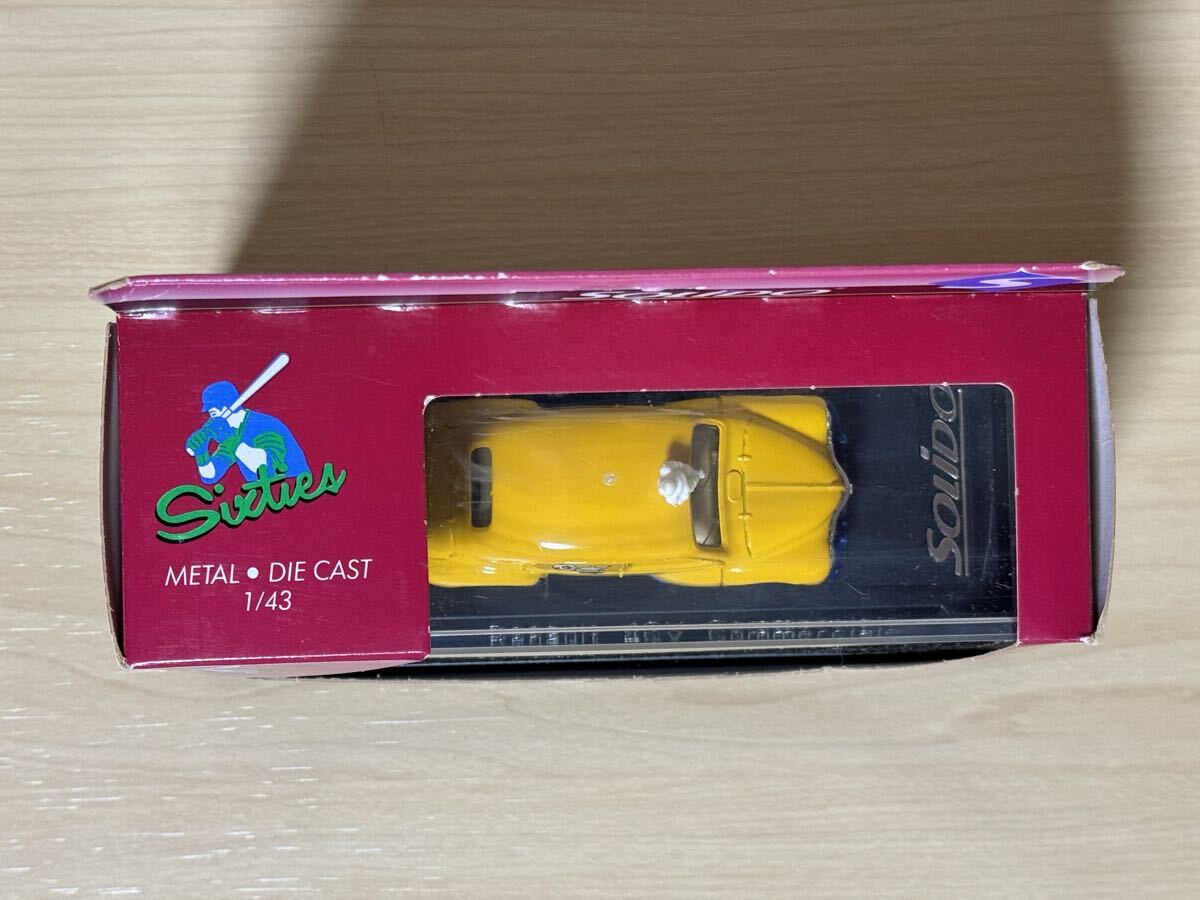 SOLIDO
Sixties
METAL • DIE CAST
1/43
SOLIDO